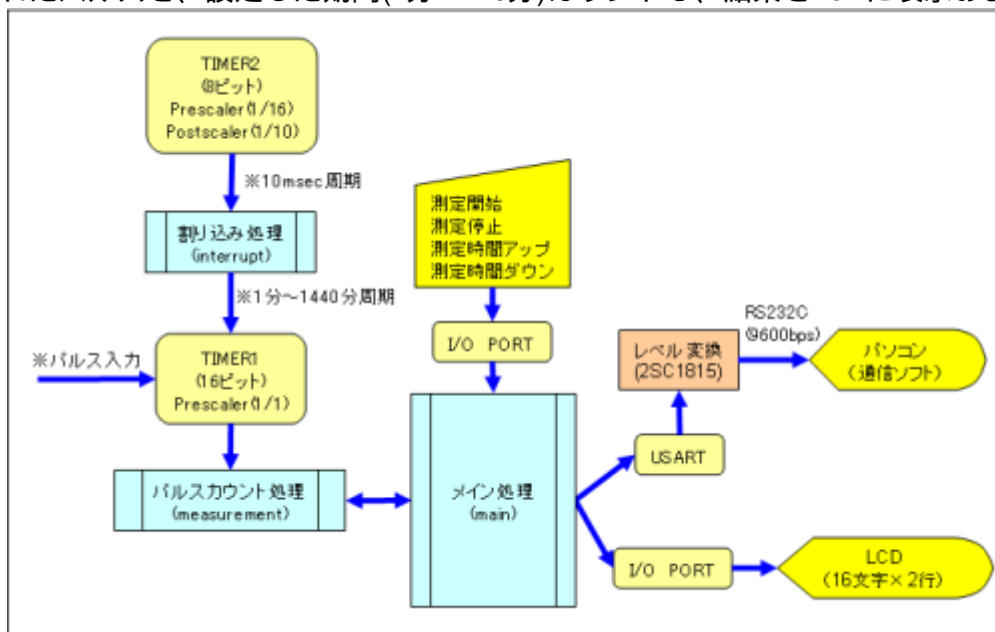 TIMER2
(8ビット)
Prescaler(1/16)
Postscaler(1/10)
※10msec周期
割り込み処理
(interrupt)
※1分～1440分周期
※パルス入力
TIMER1
(16ビット)
Prescaler(1/1)
パルスカウント処理
(measurement)
測定開始
測定停止
測定時間アップ
測定時間ダウン
I/O PORT
メイン処理
(main)
レベル変換
(2SC1815)
RS232C
(9600bps)
パソコン
(通信ソフト)
USART
I/O PORT
LCD
(16文字×2行)